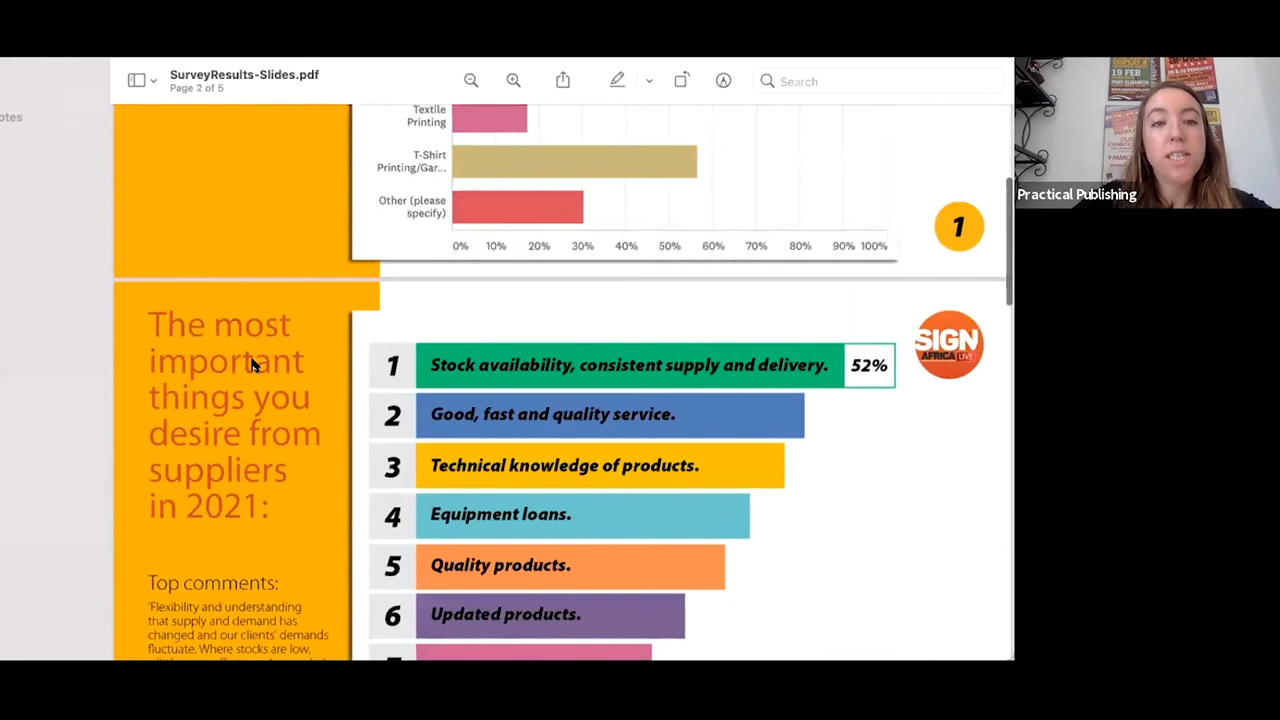 SurveyResults-Slides.pdf
Page 2 of 5
Search
otes
Textile
Printing
T-Shirt
Printing/Gar...
Other (please
specify)
0% 10% 20% 30% 40% 50% 60% 70% 80% 90% 100%
1
The most
important
things you
desire from
suppliers
in 2021:
Top comments:
'Flexibility and understanding
that supply and demand has
changed and our clients' demands
fluctuate. Where stocks are low,
SIGN
AFRICA LIVE
1 Stock availability, consistent supply and delivery. 52%
2 Good, fast and quality service.
3 Technical knowledge of products.
4 Equipment loans.
5 Quality products.
6 Updated products.
Practical Publishing
19 FEB